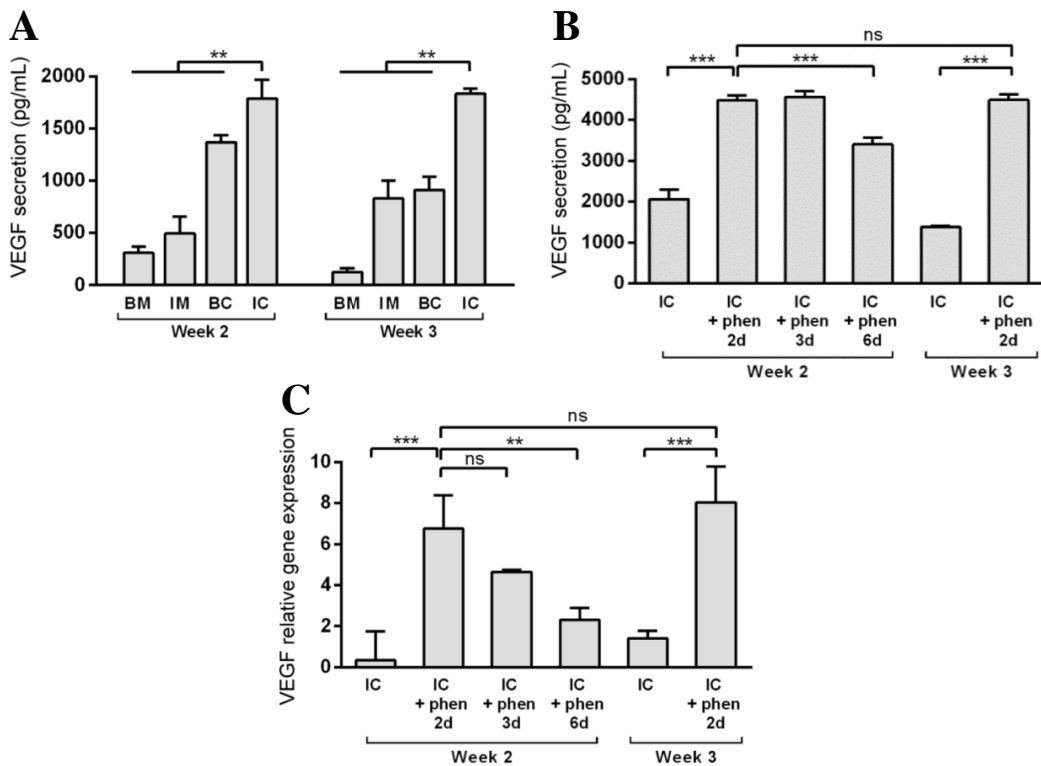 A
**
**
2000
1500
1000
500
0
VEGF secretion (pg/mL)
BM IM BC IC
BM IM BC IC
Week 2
Week 3
B
ns
***
***
***
5000
4000
3000
2000
1000
0
VEGF secretion (pg/mL)
IC
IC
+ phen
2d
IC
+ phen
3d
IC
+ phen
6d
IC
IC
+ phen
2d
Week 2
Week 3
C
ns
***
**
***
ns
10
8
6
4
2
0
VEGF relative gene expression
IC
IC
+ phen
2d
IC
+ phen
3d
IC
+ phen
6d
IC
IC
+ phen
2d
Week 2
Week 3